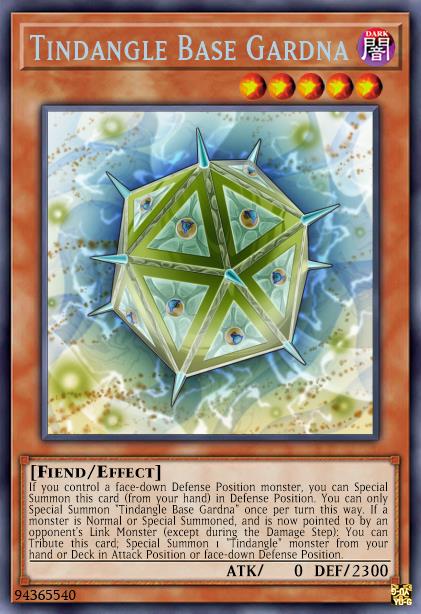 TINDANGLE BASE GARDNA
DARK
闇
[FIEND/EFFECT]
If you control a face-down Defense Position monster, you can Special
Summon this card (from your hand) in Defense Position. You can only
Special Summon "Tindangle Base Gardna" once per turn this way. If a
monster is Normal or Special Summoned, and is now pointed to by an
opponent's Link Monster (except during the Damage Step): You can
Tribute this card; Special Summon 1 "Tindangle" monster from your
hand or Deck in Attack Position or face-down Defense Position.
ATK/ 0 DEF/2300
94365540